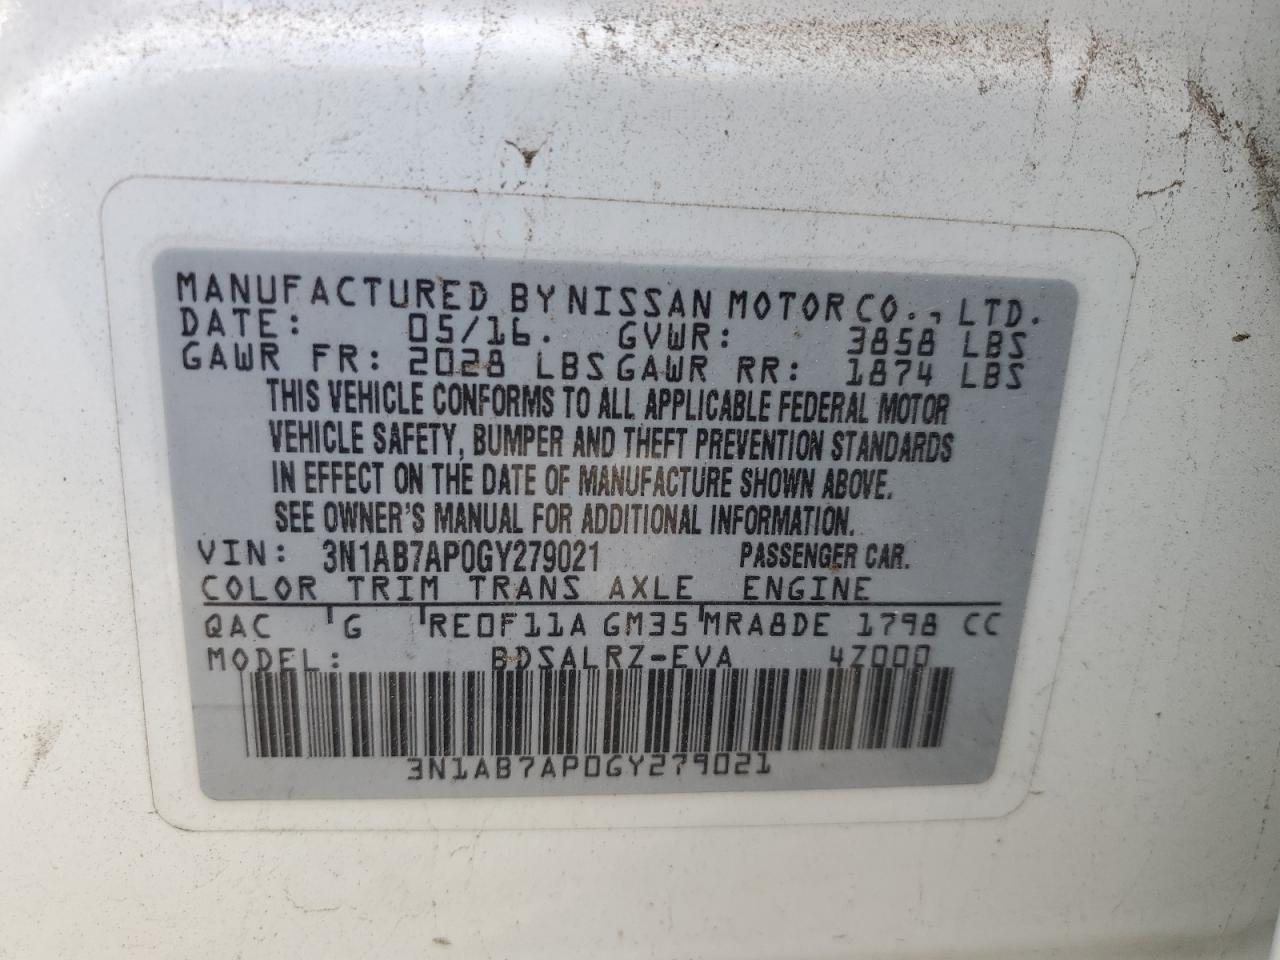 MANUFACTURED BY NISSAN MOTOR CO., LTD.
DATE: 05/16. GVWR: 3858 LBS
GAWR FR: 2028 LBS GAWR RR: 1874 LBS
THIS VEHICLE CONFORMS TO ALL APPLICABLE FEDERAL MOTOR
VEHICLE SAFETY, BUMPER AND THEFT PREVENTION STANDARDS
IN EFFECT ON THE DATE OF MANUFACTURE SHOWN ABOVE.
SEE OWNER'S MANUAL FOR ADDITIONAL INFORMATION.
VIN: 3N1AB7AP0GY279021 PASSENGER CAR.
COLOR TRIM TRANS AXLE ENGINE
QAC G RE0F11A GM35 MRA8DE 1798 CC
MODEL: BDSALRZ-EVA 4Z000
3N1AB7AP0GY279021